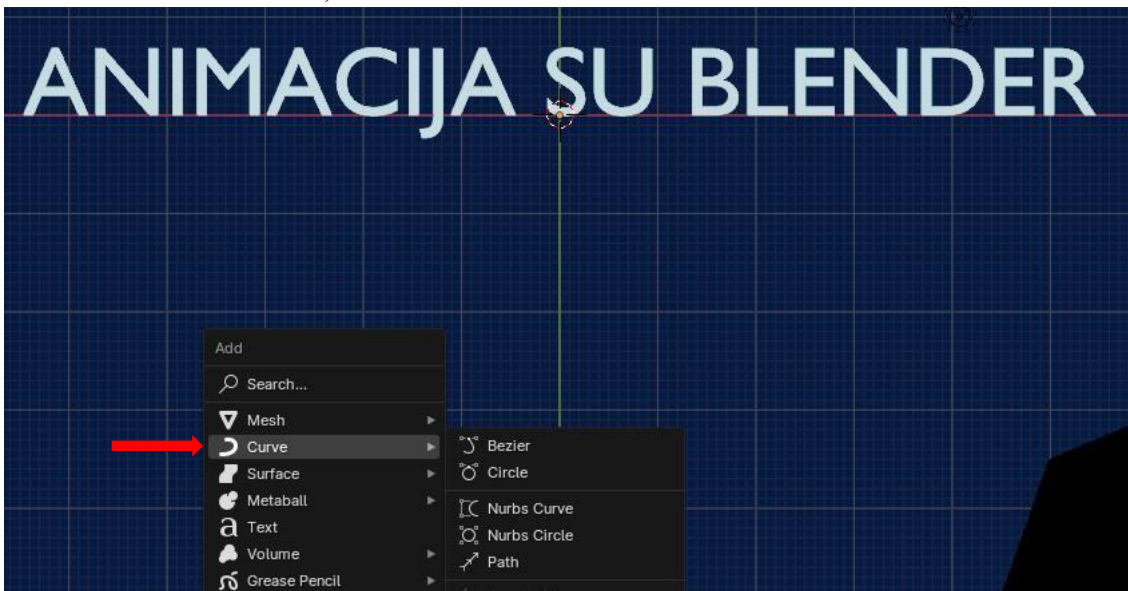 ANIMACIJA SU BLENDER
Add
Search...
Mesh
Curve
Surface
Metaball
Text
Volume
Grease Pencil
Bezier
Circle
Nurbs Curve
Nurbs Circle
Path